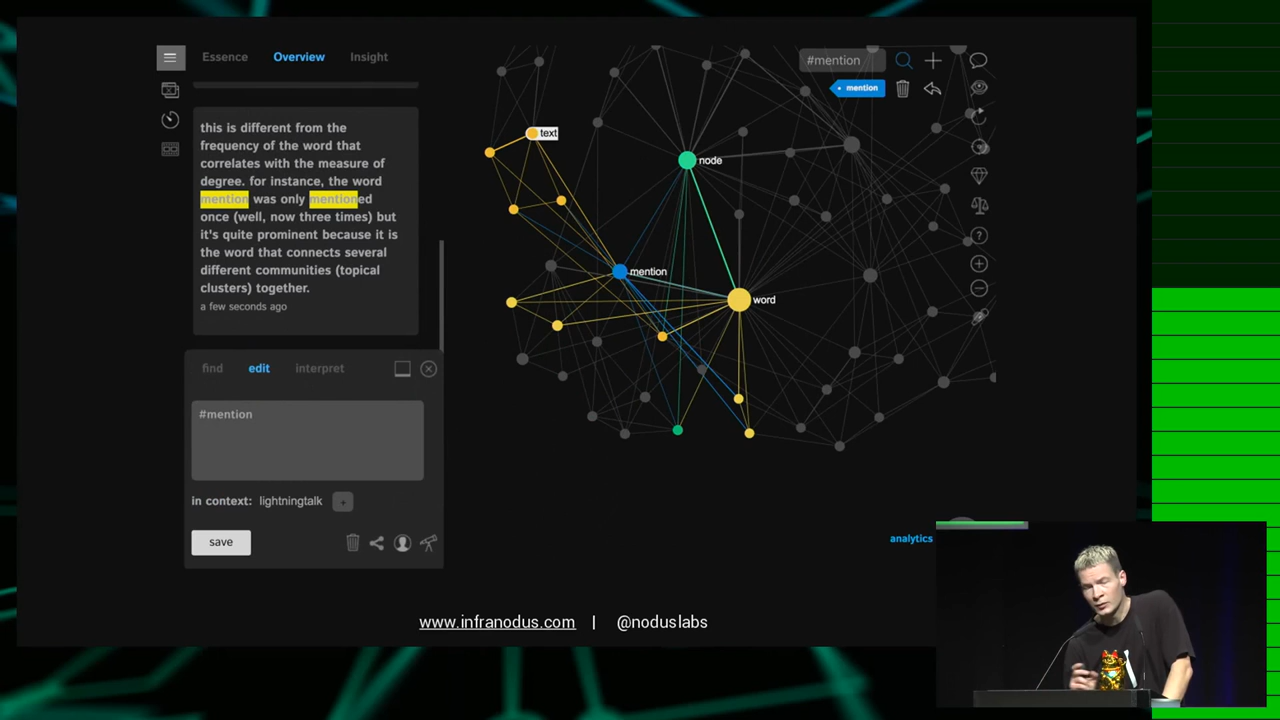 Essence Overview Insight
this is different from the
frequency of the word that
correlates with the measure of
degree. for instance, the word
mention was only mentioned
once (well, now three times) but
it's quite prominent because it is
the word that connects several
different communities (topical
clusters) together.
a few seconds ago
find edit interpret
#mention
in context: lightningtalk +
save
#mention
mention
text
node
mention
word
analytics
www.infranodus.com | @noduslabs